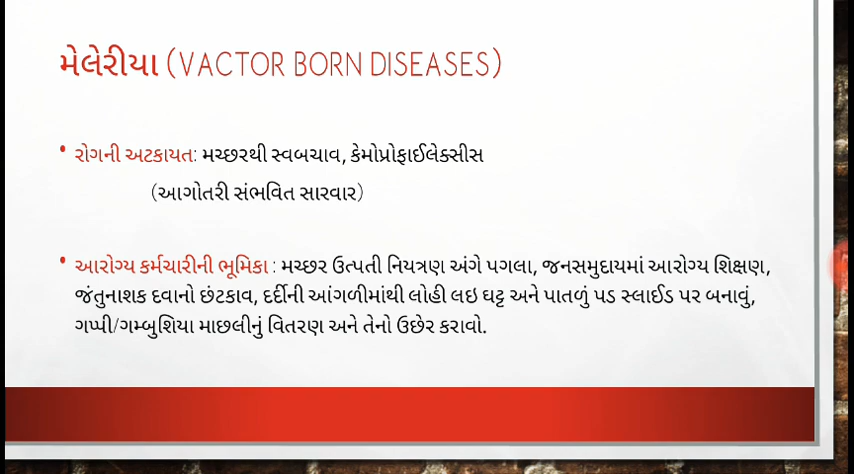 મેલેરીયા (VACTOR BORN DISEASES)
• રોગની અટકાયત: મચ્છરથી સ્વબચાવ, કેમોપ્રોફાઈલેક્સીસ
(આગોતરી સંભવિત સારવાર)
• આરોગ્ય કર્મચારીની ભૂમિકા : મચ્છર ઉત્પતી નિયત્રણ અંગે પગલા, જનસમુદાયમાં આરોગ્ય શિક્ષણ,
જંતુનાશક દવાનો છંટકાવ, દર્દીની આંગળીમાંથી લોહી લઇ ઘટ્ટ અને પાતળું પડ સ્લાઈડ પર બનાવું,
ગપ્પી/ગમ્બુશિયા માછલીનું વિતરણ અને તેનો ઉછેર કરાવો.